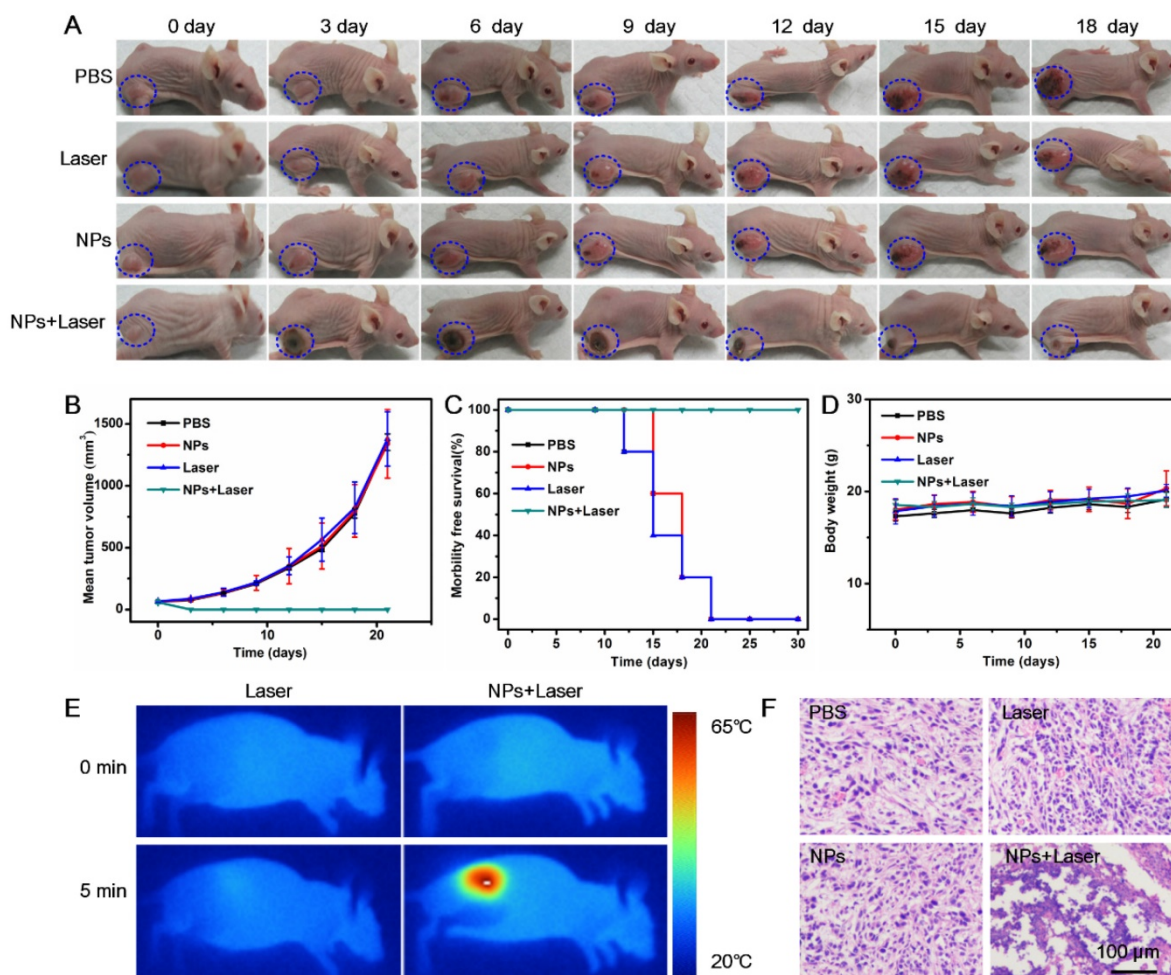 A
0 day 3 day 6 day 9 day 12 day 15 day 18 day
PBS
Laser
NPs
NPs+Laser
B
Mean tumor volume (mm³)
1500
1000
500
0
PBS
NPs
Laser
NPs+Laser
0 10 20
Time (days)
C
Morbility free survival(%)
100
80
60
40
20
0
PBS
NPs
Laser
NPs+Laser
0 5 10 15 20 25 30
Time (days)
D
Body weight (g)
30
20
10
PBS
NPs
Laser
NPs+Laser
0 5 10 15 20
Time (days)
E
Laser NPs+Laser
0 min
5 min
65℃
20℃
F
PBS
Laser
NPs
NPs+Laser
100 µm